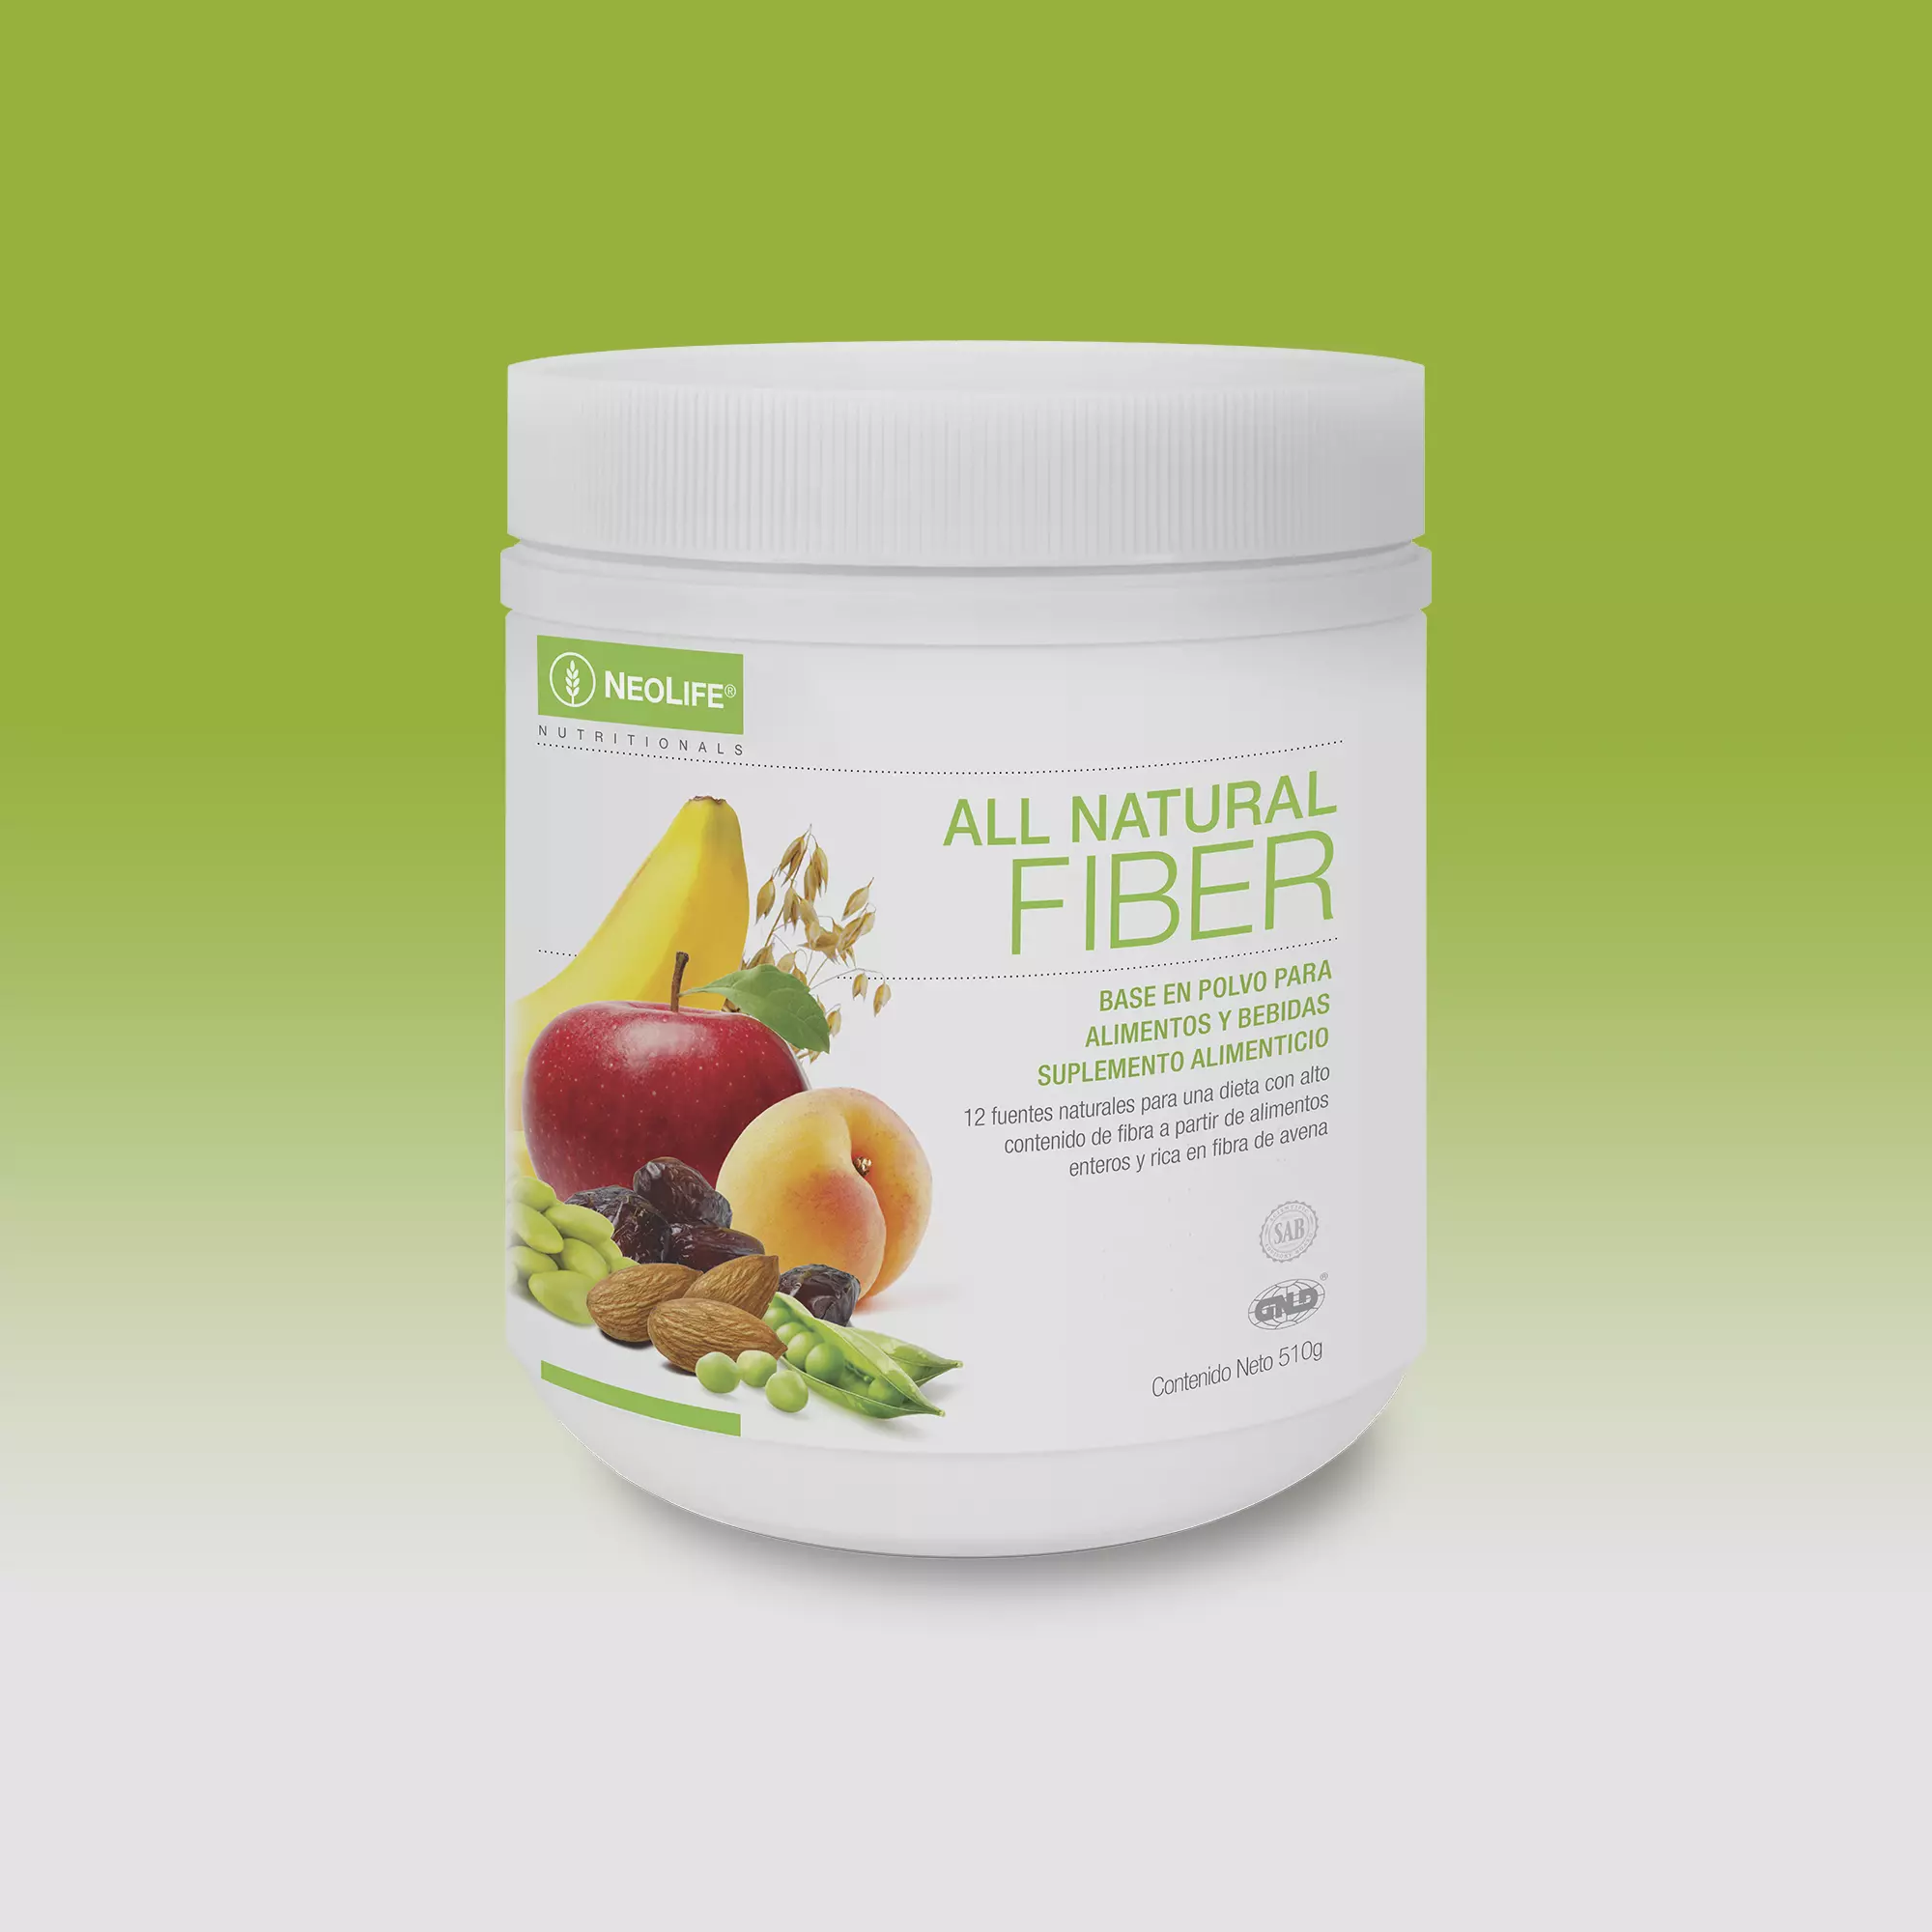 NEOLIFE®
NUTRITIONALS
ALL NATURAL
FIBER
BASE EN POLVO PARA
ALIMENTOS Y BEBIDAS
SUPLEMENTO ALIMENTICIO
12 fuentes naturales para una dieta con alto
contenido de fibra a partir de alimentos
enteros y rica en fibra de avena
SAB
GNLD®
Contenido Neto 510g